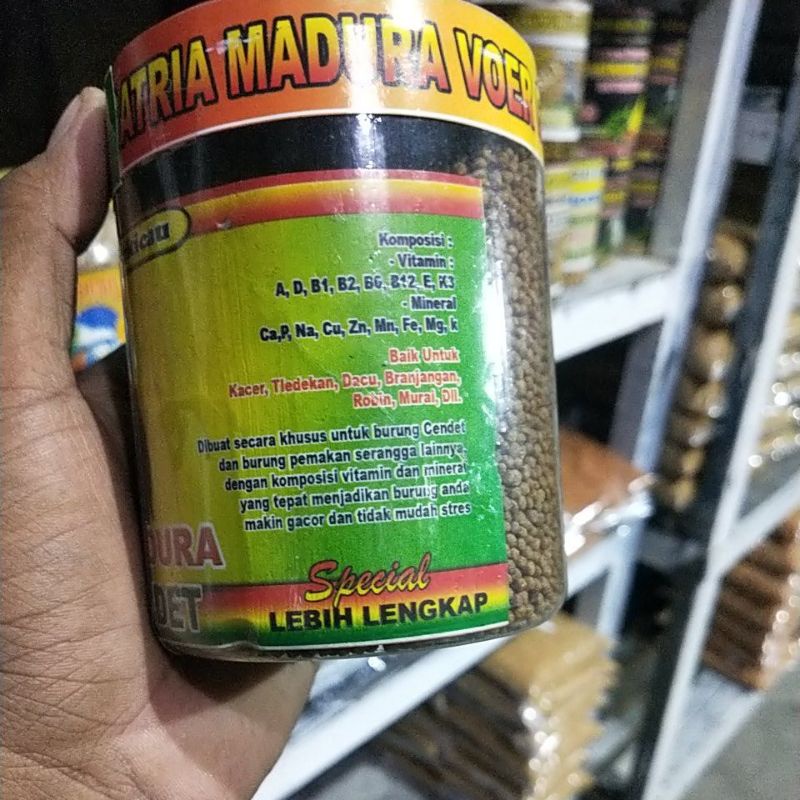 ATRIA MADURA VOER
icau
Komposisi :
- Vitamin :
A, D, B1, B2, B6, B12, E, K3
- Mineral
Ca,P, Na, Cu, Zn, Mn, Fe, Mg, k
Baik Untuk
Kacer, Tledekan, Dacu, Branjangan,
Robin, Murai, Dll.
Dibuat secara khusus untuk burung Cendet
dan burung pemakan serangga lainnya,
dengan komposisi vitamin dan mineral
yang tepat menjadikan burung anda
makin gacor dan tidak mudah stres
DURA
DET
Special
LEBIH LENGKAP